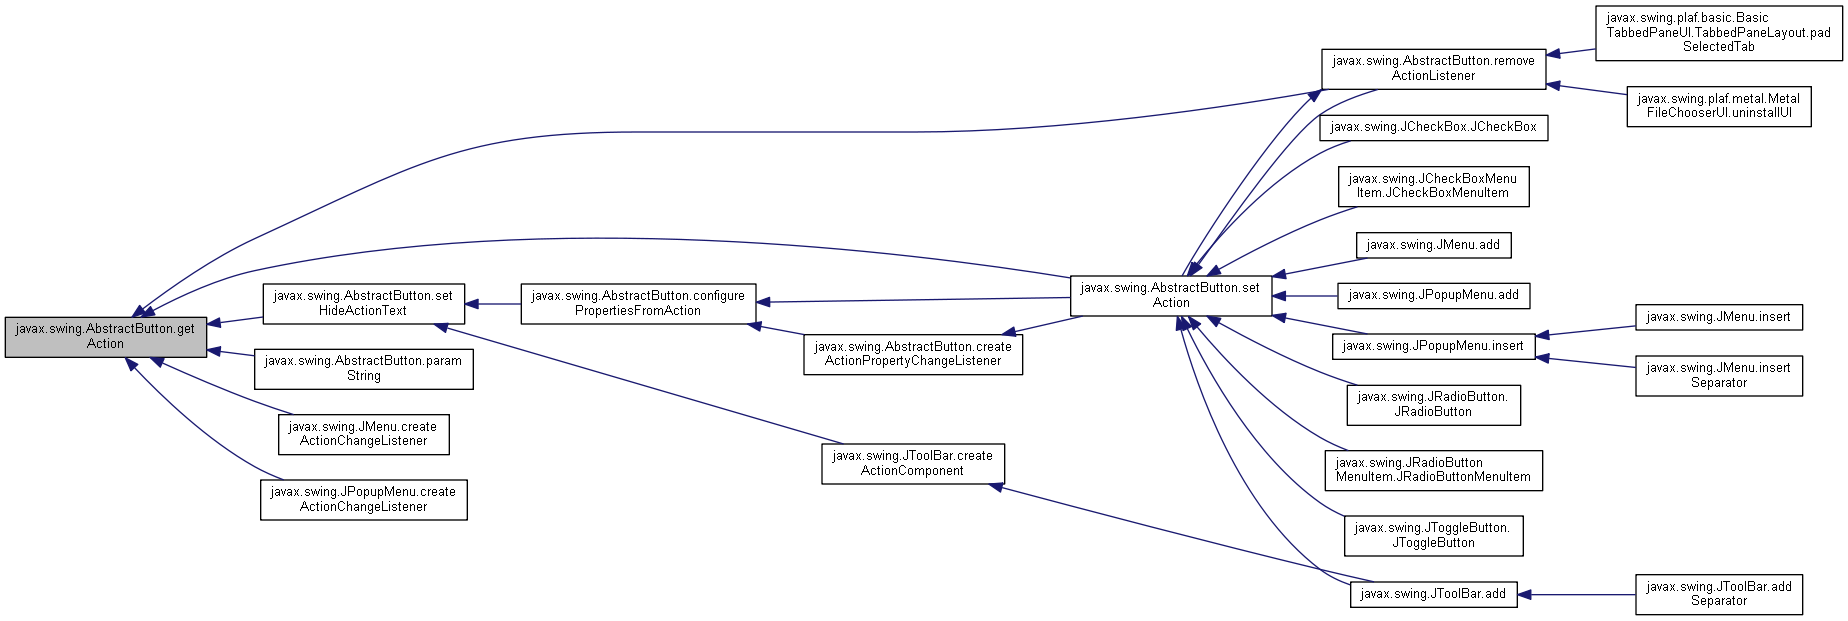 javax.swing.AbstractButton.get
Action
javax.swing.AbstractButton.set
HideActionText
javax.swing.AbstractButton.param
String
javax.swing.JMenu.create
ActionChangeListener
javax.swing.JPopupMenu.create
ActionChangeListener
javax.swing.AbstractButton.configure
PropertiesFromAction
javax.swing.AbstractButton.create
ActionPropertyChangeListener
javax.swing.JToolBar.create
ActionComponent
javax.swing.AbstractButton.set
Action
javax.swing.AbstractButton.remove
ActionListener
javax.swing.JCheckBox.JCheckBox
javax.swing.JCheckBoxMenu
Item.JCheckBoxMenuItem
javax.swing.JMenu.add
javax.swing.JPopupMenu.add
javax.swing.JPopupMenu.insert
javax.swing.JRadioButton.
JRadioButton
javax.swing.JRadioButton
MenuItem.JRadioButtonMenuItem
javax.swing.JToggleButton.
JToggleButton
javax.swing.JToolBar.add
javax.swing.plaf.basic.Basic
TabbedPaneUI.TabbedPaneLayout.pad
SelectedTab
javax.swing.plaf.metal.Metal
FileChooserUI.uninstallUI
javax.swing.JMenu.insert
javax.swing.JMenu.insert
Separator
javax.swing.JToolBar.add
Separator